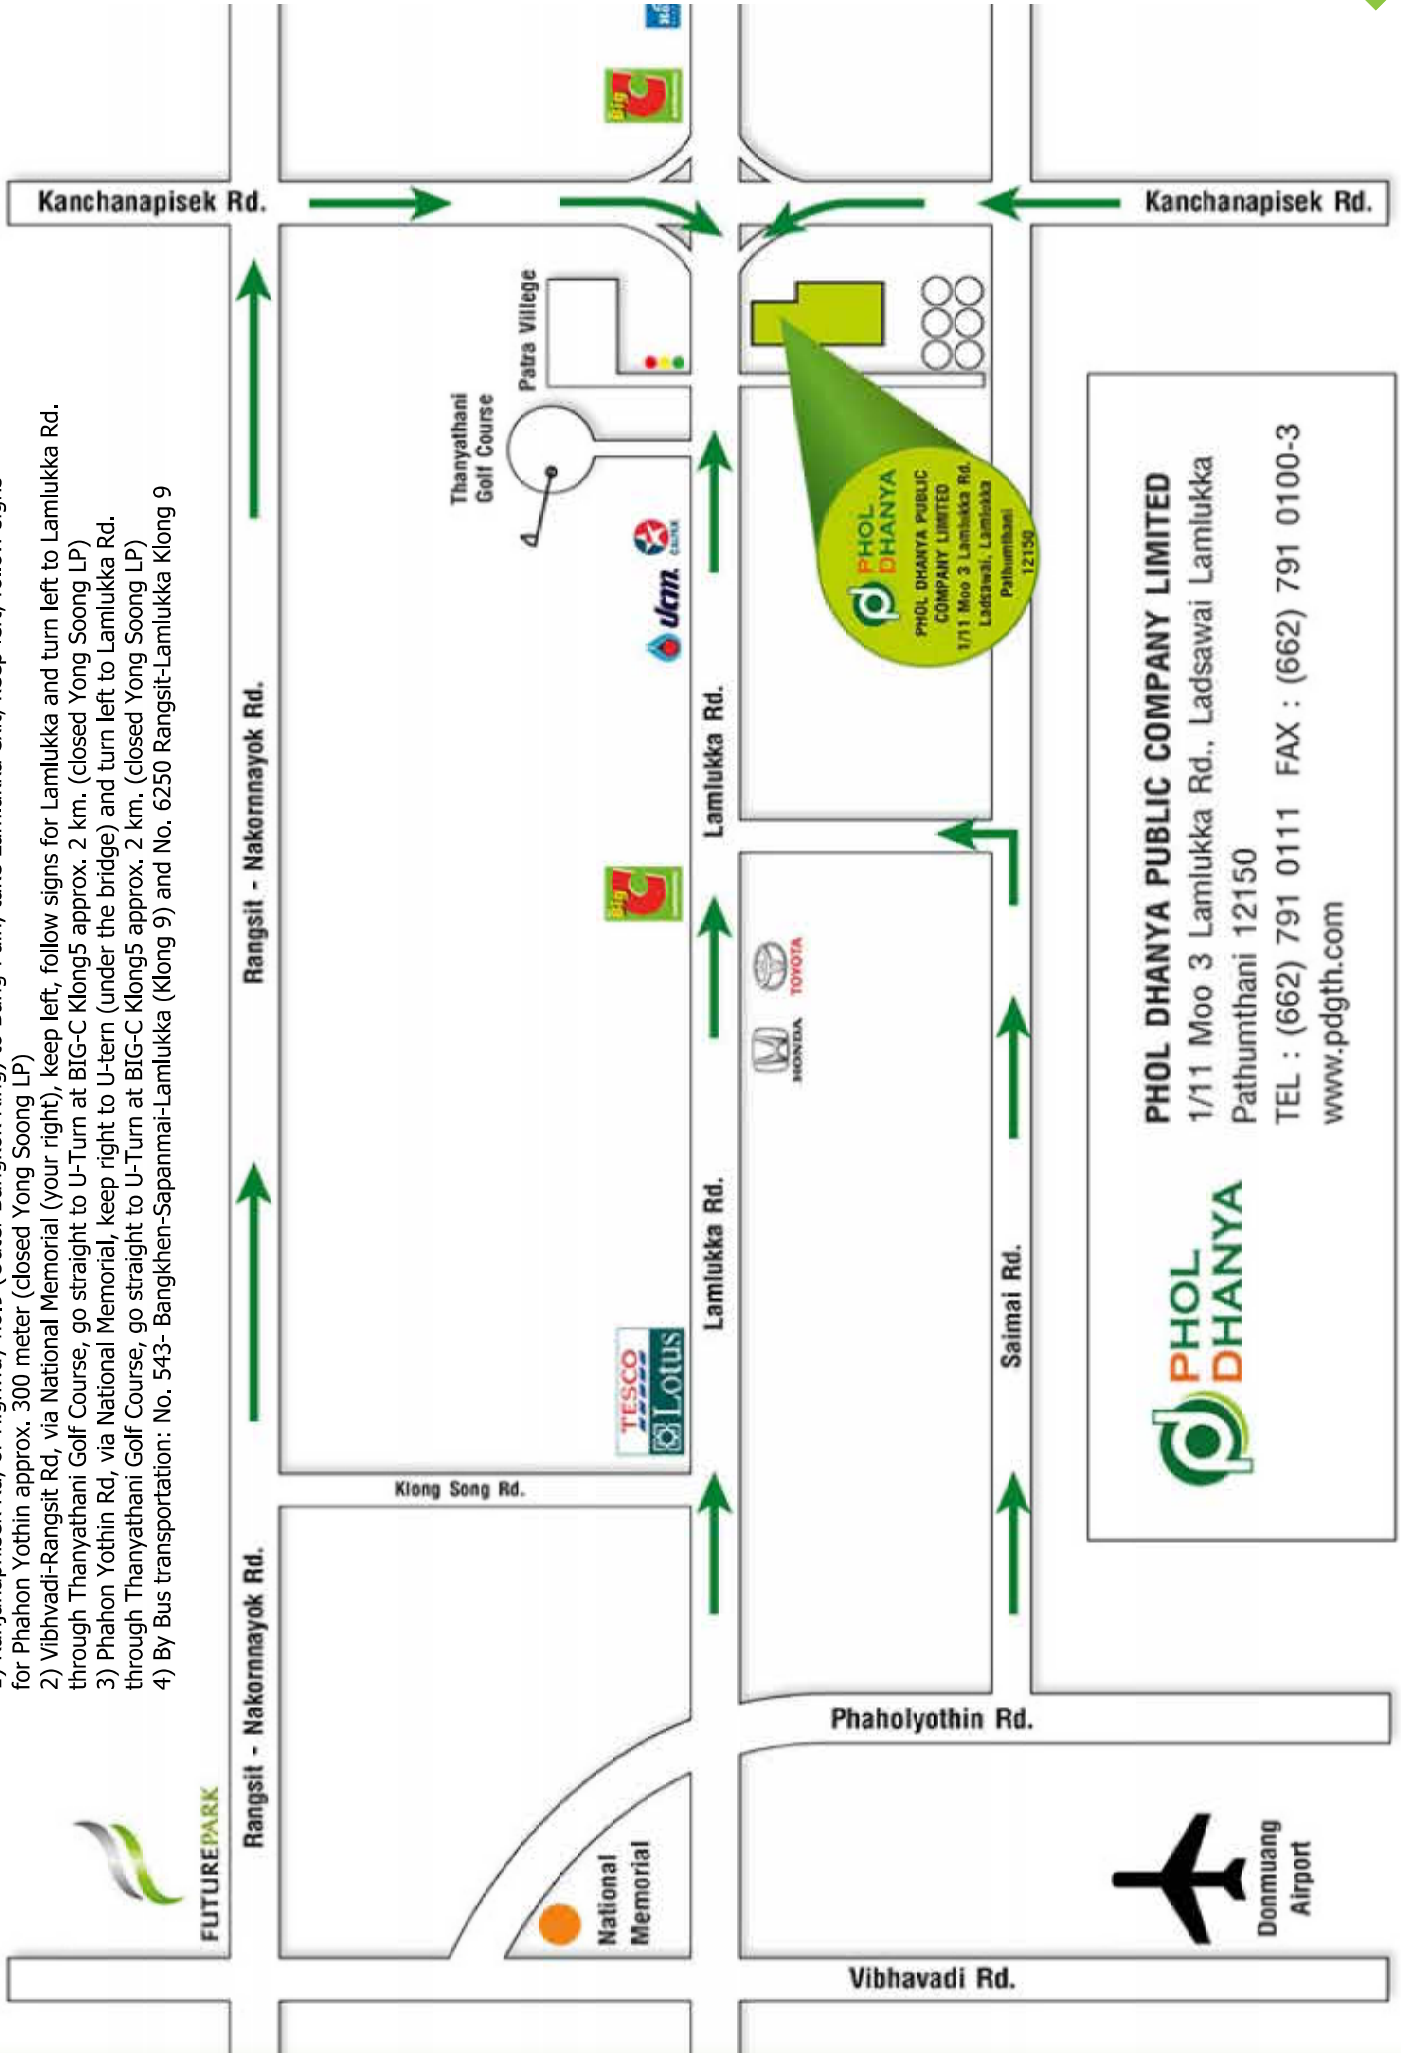 for Phahon Yothin approx. 300 meter (closed Yong Soong LP)
2) Vibhvadi-Rangsit Rd, via National Memorial (your right), keep left, follow signs for Lamlukka and turn left to Lamlukka Rd.
through Thanyathani Golf Course, go straight to U-Turn at BIG-C Klong5 approx. 2 km. (closed Yong Soong LP)
3) Phahon Yothin Rd, via National Memorial, keep right to U-tern (under the bridge) and turn left to Lamlukka Rd.
through Thanyathani Golf Course, go straight to U-Turn at BIG-C Klong5 approx. 2 km. (closed Yong Soong LP)
4) By Bus transportation: No. 543- Bangkhen-Sapanmai-Lamlukka (Klong 9) and No. 6250 Rangsit-Lamlukka Klong 9
FUTUREPARK
Rangsit - Nakornnayok Rd.
Rangsit - Nakornnayok Rd.
Kanchanapisek Rd.
Klong Song Rd.
Thanyathani
Golf Course
Patra Villege
National
Memorial
TESCO
Lotus
Big C
υcm
CALTEX
Big C
Lamlukka Rd.
Lamlukka Rd.
HONDA
TOYOTA
PHOL
DHANYA
PHOL DHANYA PUBLIC
COMPANY LIMITED
1/11 Moo 3 Lamlukka Rd.
Ladsawai, Lamlukka
Pathumthani
12150
Vibhavadi Rd.
Phaholyothin Rd.
Saimai Rd.
Kanchanapisek Rd.
Donmuang
Airport
PHOL
DHANYA
PHOL DHANYA PUBLIC COMPANY LIMITED
1/11 Moo 3 Lamlukka Rd., Ladsawai Lamlukka
Pathumthani 12150
TEL : (662) 791 0111 FAX : (662) 791 0100-3
www.pdgth.com